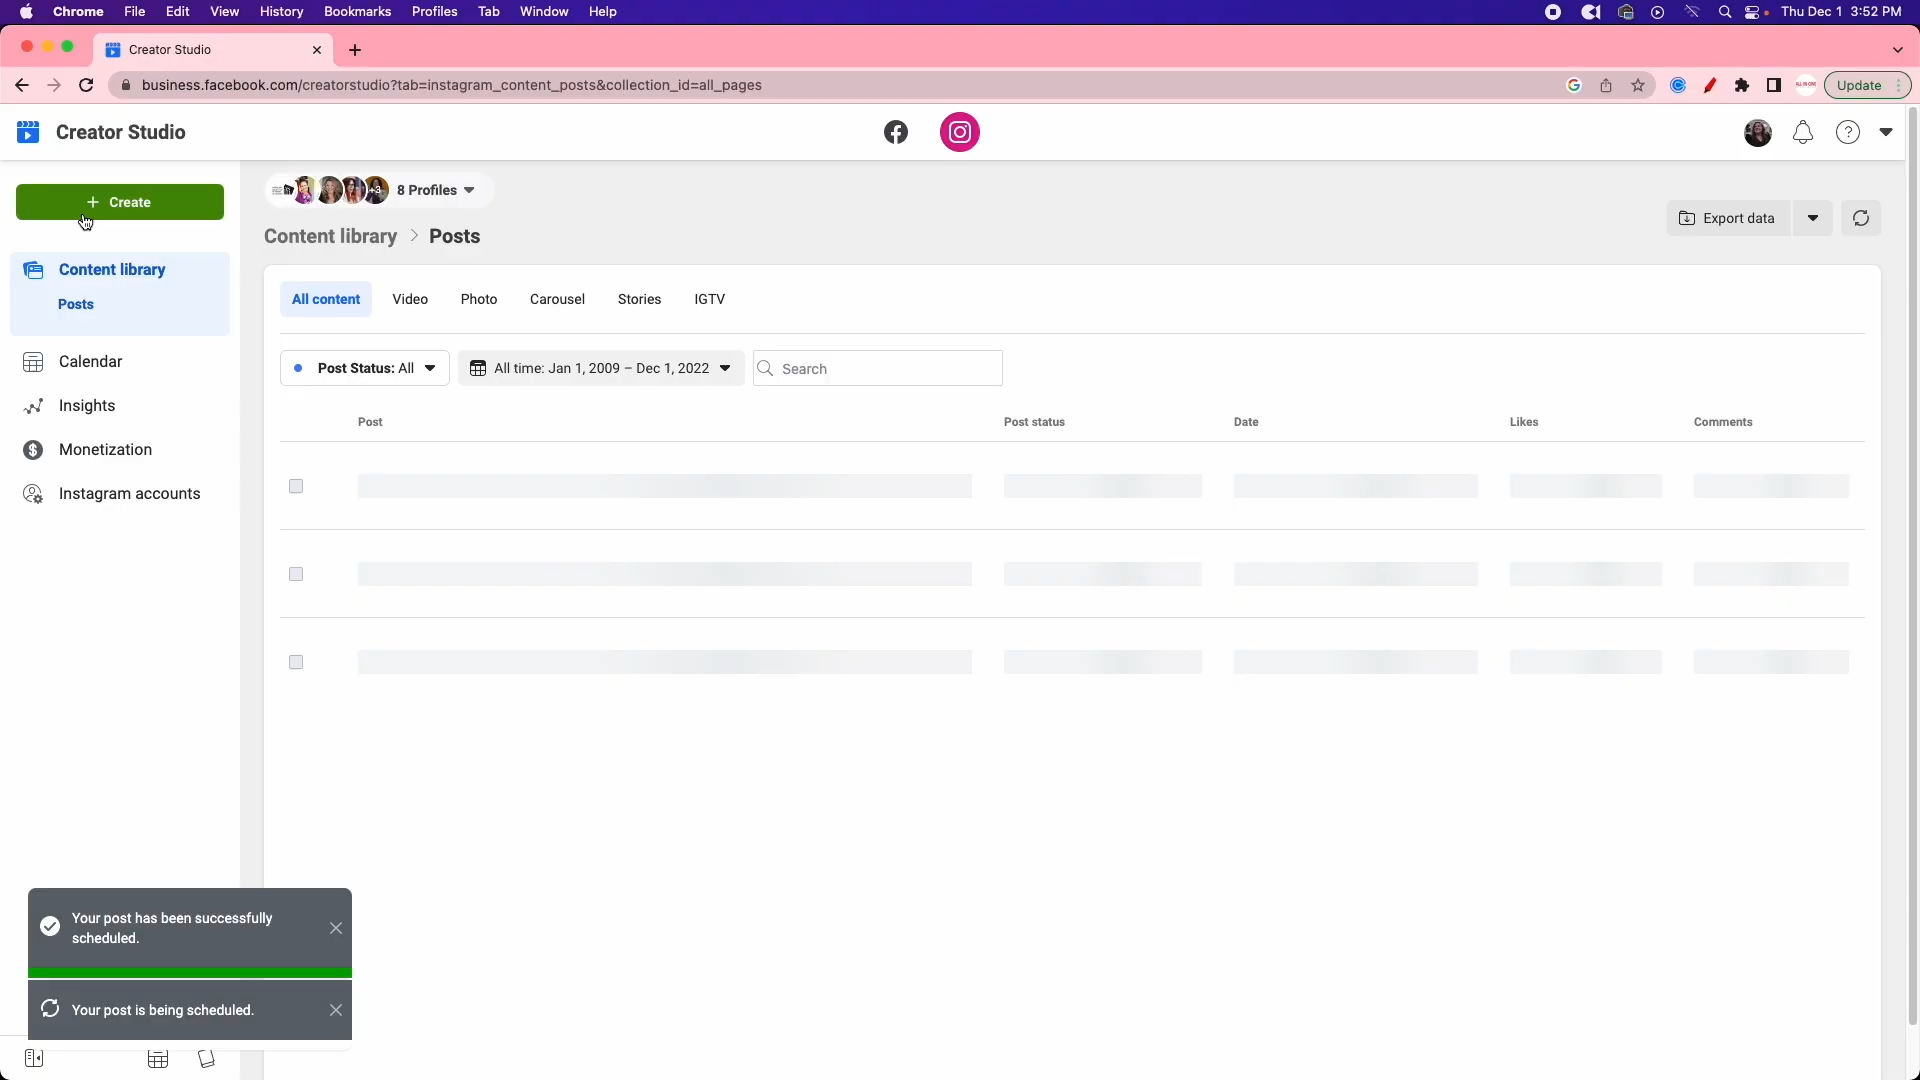 Chrome File Edit View History Bookmarks Profiles Tab Window Help Thu Dec 1 3:52 PM
Creator Studio
business.facebook.com/creatorstudio?tab=instagram_content_posts&collection_id=all_pages Update
Creator Studio
+ Create
+3 8 Profiles
Content library > Posts
Export data
Content library
Posts
Calendar
Insights
Monetization
Instagram accounts
All content Video Photo Carousel Stories IGTV
Post Status: All All time: Jan 1, 2009 – Dec 1, 2022 Search
Post Post status Date Likes Comments
Your post has been successfully
scheduled.
Your post is being scheduled.